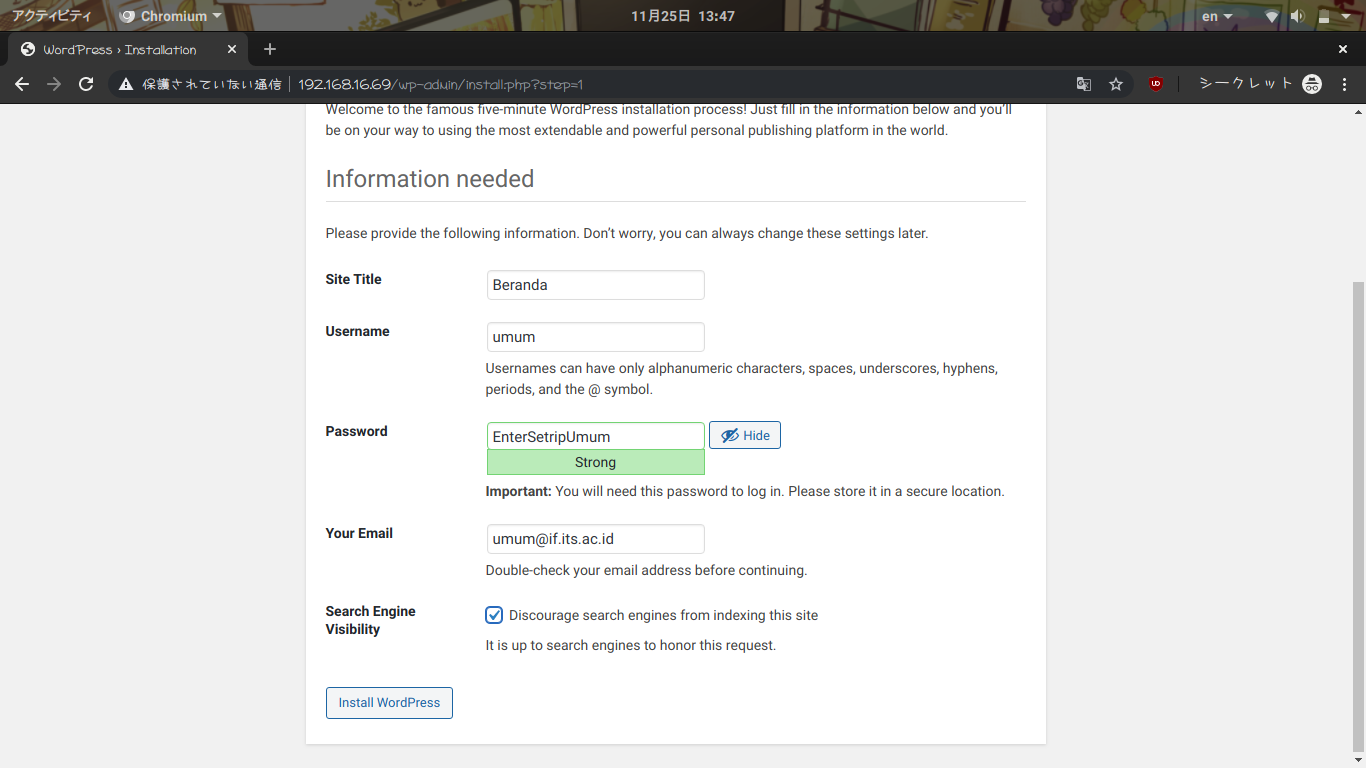 アクティビティ Chromium 11月25日 13:47 en
WordPress › Installation
保護されていない通信 192.168.16.69/wp-admin/install.php?step=1 シークレット
Welcome to the famous five-minute WordPress installation process! Just fill in the information below and you’ll
be on your way to using the most extendable and powerful personal publishing platform in the world.
Information needed
Please provide the following information. Don’t worry, you can always change these settings later.
Site Title Beranda
Username umum
Usernames can have only alphanumeric characters, spaces, underscores, hyphens,
periods, and the @ symbol.
Password EnterSetripUmum Hide
Strong
Important: You will need this password to log in. Please store it in a secure location.
Your Email umum@if.its.ac.id
Double-check your email address before continuing.
Search Engine
Visibility
Discourage search engines from indexing this site
It is up to search engines to honor this request.
Install WordPress